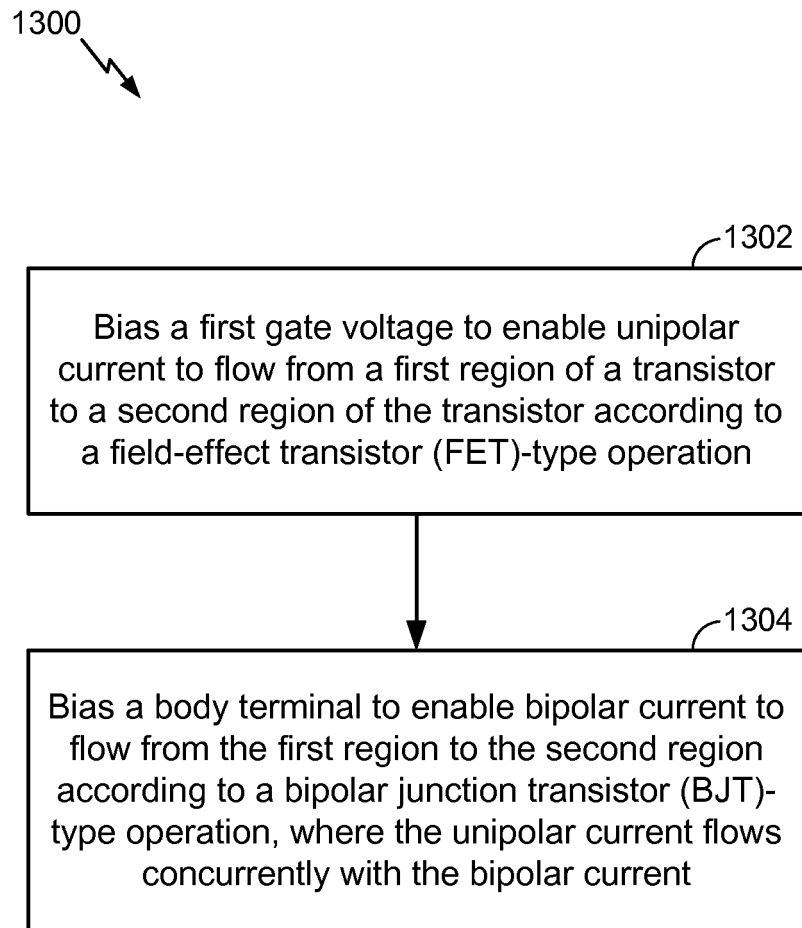 1300
1302
Bias a first gate voltage to enable unipolar
current to flow from a first region of a transistor
to a second region of the transistor according to
a field-effect transistor (FET)-type operation
1304
Bias a body terminal to enable bipolar current to
flow from the first region to the second region
according to a bipolar junction transistor (BJT)-
type operation, where the unipolar current flows
concurrently with the bipolar current